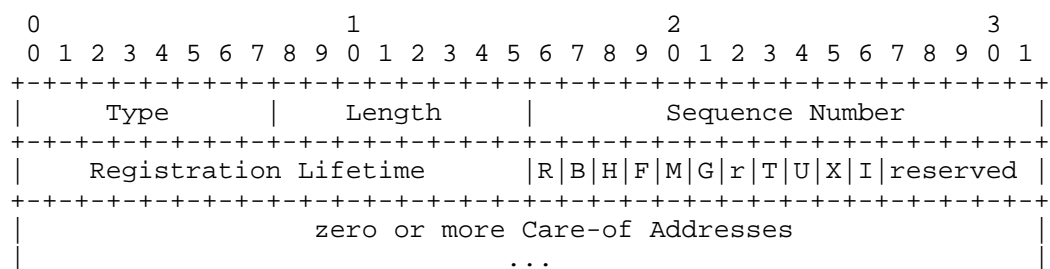 0                   1                   2                   3
 0 1 2 3 4 5 6 7 8 9 0 1 2 3 4 5 6 7 8 9 0 1 2 3 4 5 6 7 8 9 0 1
+-+-+-+-+-+-+-+-+-+-+-+-+-+-+-+-+-+-+-+-+-+-+-+-+-+-+-+-+-+-+-+-+
|     Type      |    Length     |        Sequence Number        |
+-+-+-+-+-+-+-+-+-+-+-+-+-+-+-+-+-+-+-+-+-+-+-+-+-+-+-+-+-+-+-+-+
|    Registration Lifetime      |R|B|H|F|M|G|r|T|U|X|I|reserved |
+-+-+-+-+-+-+-+-+-+-+-+-+-+-+-+-+-+-+-+-+-+-+-+-+-+-+-+-+-+-+-+-+
|                  zero or more Care-of Addresses               |
|                              ...                              |